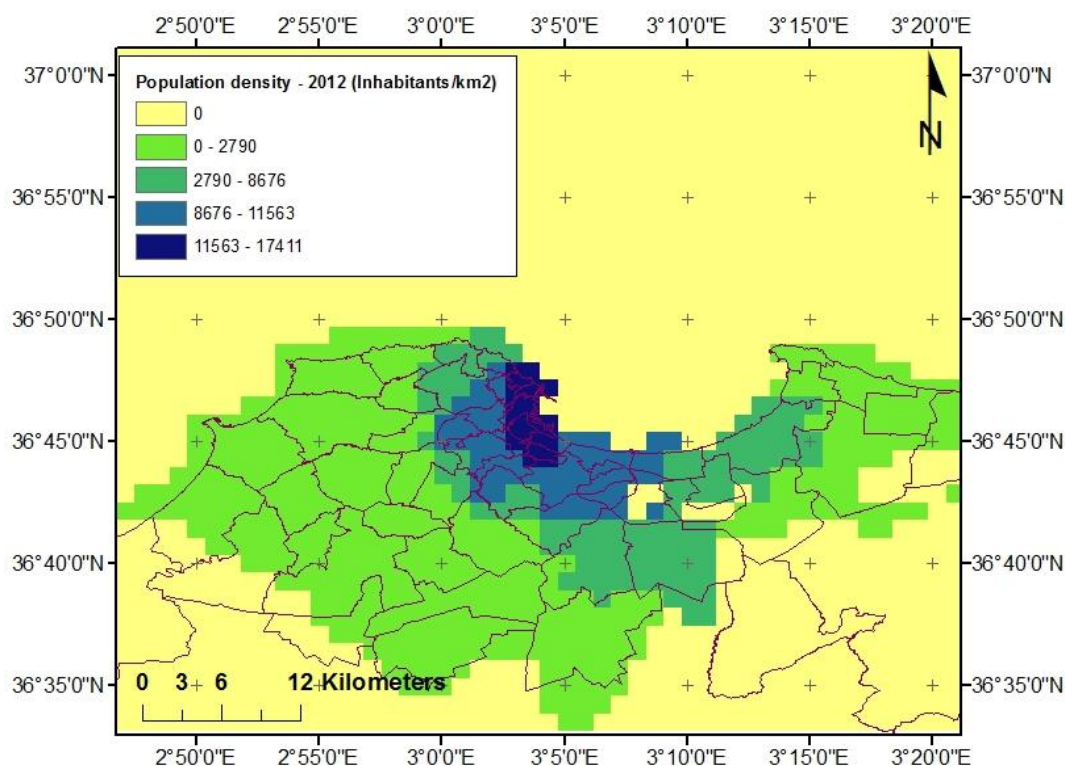 2°50'0"E 2°55'0"E 3°0'0"E 3°5'0"E 3°10'0"E 3°15'0"E 3°20'0"E
37°0'0"N 37°0'0"N
Population density - 2012 (Inhabitants/km2)
0
0 - 2790
2790 - 8676
8676 - 11563
11563 - 17411
N
36°55'0"N 36°55'0"N
36°50'0"N 36°50'0"N
36°45'0"N 36°45'0"N
36°40'0"N 36°40'0"N
36°35'0"N 36°35'0"N
0 3 6 12 Kilometers
2°50'0"E 2°55'0"E 3°0'0"E 3°5'0"E 3°10'0"E 3°15'0"E 3°20'0"E